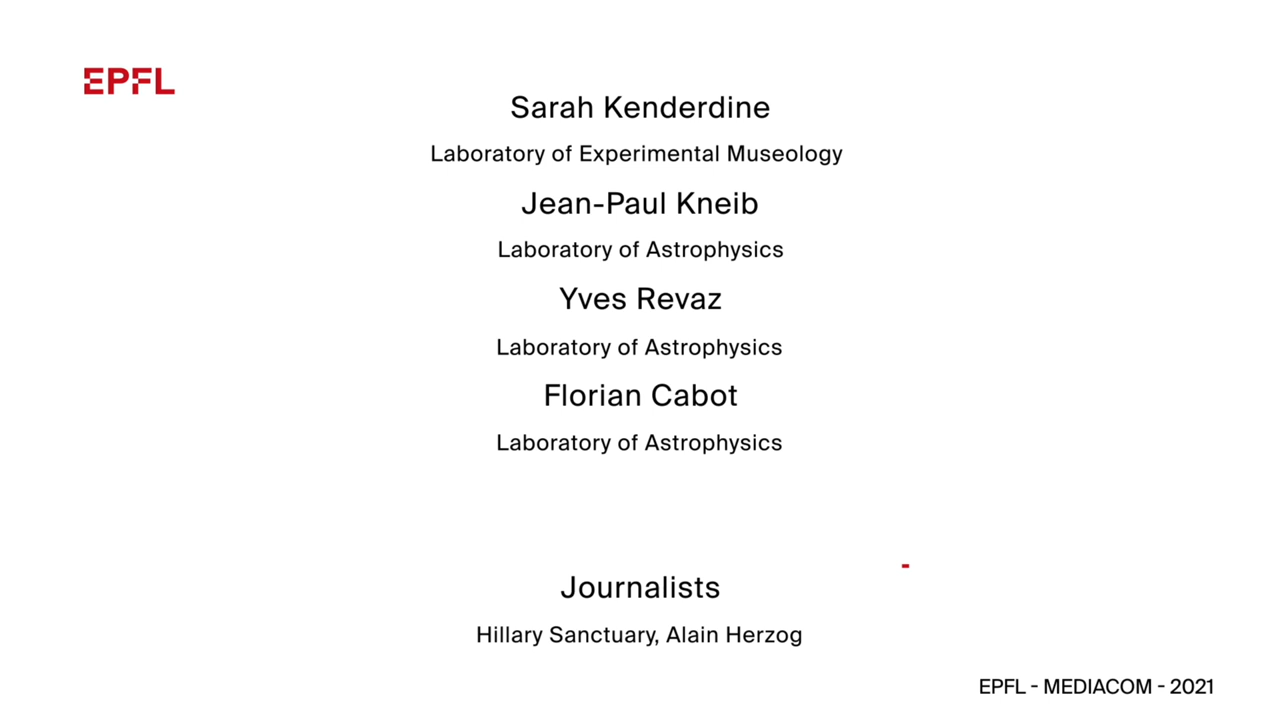 EPFL
Sarah Kenderdine
Laboratory of Experimental Museology
Jean-Paul Kneib
Laboratory of Astrophysics
Yves Revaz
Laboratory of Astrophysics
Florian Cabot
Laboratory of Astrophysics
Journalists
Hillary Sanctuary, Alain Herzog
EPFL - MEDIACOM - 2021